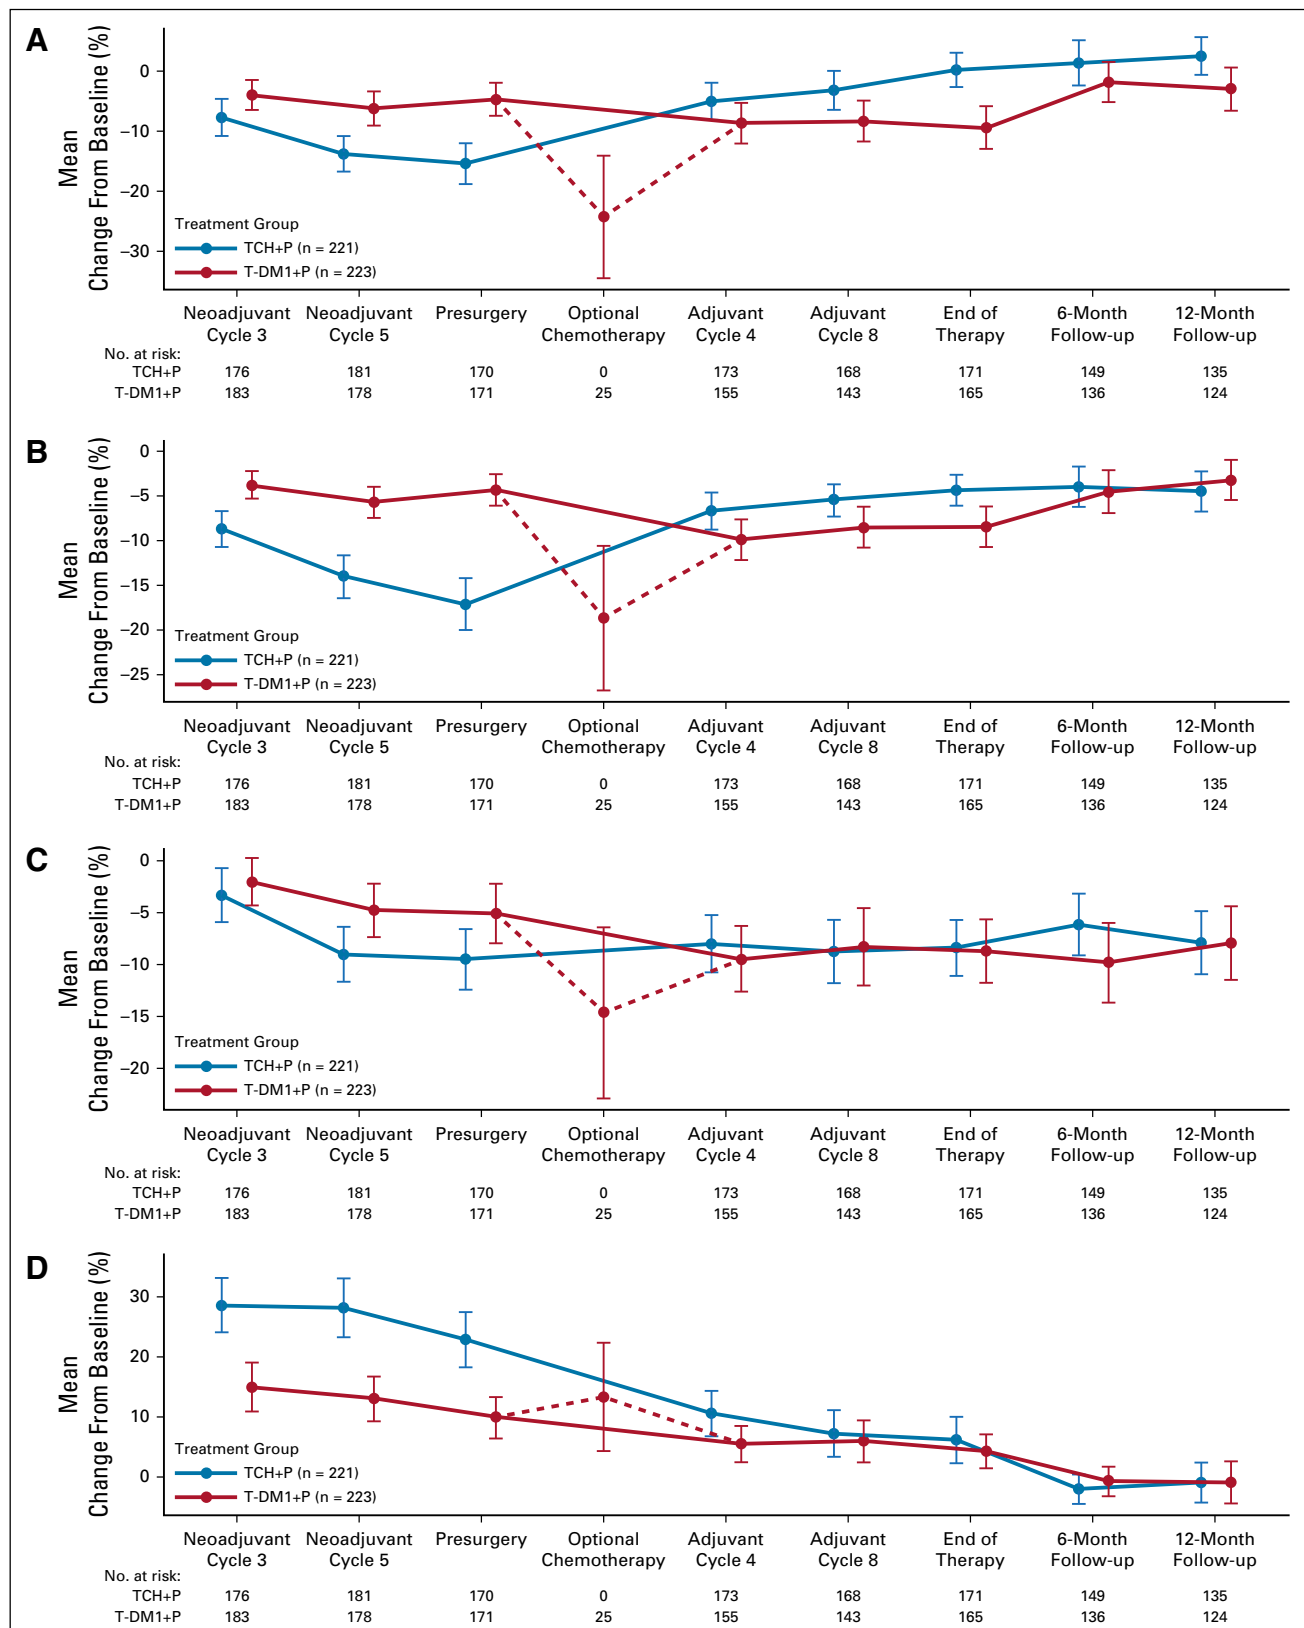 A
Mean
Change From Baseline (%)
0
−10
−20
−30
Treatment Group
TCH+P (n = 221)
T-DM1+P (n = 223)
Neoadjuvant Cycle 3
Neoadjuvant Cycle 5
Presurgery
Optional Chemotherapy
Adjuvant Cycle 4
Adjuvant Cycle 8
End of Therapy
6-Month Follow-up
12-Month Follow-up
No. at risk:
TCH+P 176 181 170 0 173 168 171 149 135
T-DM1+P 183 178 171 25 155 143 165 136 124
B
Mean
Change From Baseline (%)
0
−5
−10
−15
−20
−25
Treatment Group
TCH+P (n = 221)
T-DM1+P (n = 223)
Neoadjuvant Cycle 3
Neoadjuvant Cycle 5
Presurgery
Optional Chemotherapy
Adjuvant Cycle 4
Adjuvant Cycle 8
End of Therapy
6-Month Follow-up
12-Month Follow-up
No. at risk:
TCH+P 176 181 170 0 173 168 171 149 135
T-DM1+P 183 178 171 25 155 143 165 136 124
C
Mean
Change From Baseline (%)
0
−5
−10
−15
−20
Treatment Group
TCH+P (n = 221)
T-DM1+P (n = 223)
Neoadjuvant Cycle 3
Neoadjuvant Cycle 5
Presurgery
Optional Chemotherapy
Adjuvant Cycle 4
Adjuvant Cycle 8
End of Therapy
6-Month Follow-up
12-Month Follow-up
No. at risk:
TCH+P 176 181 170 0 173 168 171 149 135
T-DM1+P 183 178 171 25 155 143 165 136 124
D
Mean
Change From Baseline (%)
30
20
10
0
Treatment Group
TCH+P (n = 221)
T-DM1+P (n = 223)
Neoadjuvant Cycle 3
Neoadjuvant Cycle 5
Presurgery
Optional Chemotherapy
Adjuvant Cycle 4
Adjuvant Cycle 8
End of Therapy
6-Month Follow-up
12-Month Follow-up
No. at risk:
TCH+P 176 181 170 0 173 168 171 149 135
T-DM1+P 183 178 171 25 155 143 165 136 124